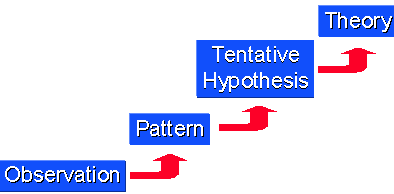 Theory
Tentative
Hypothesis
Pattern
Observation